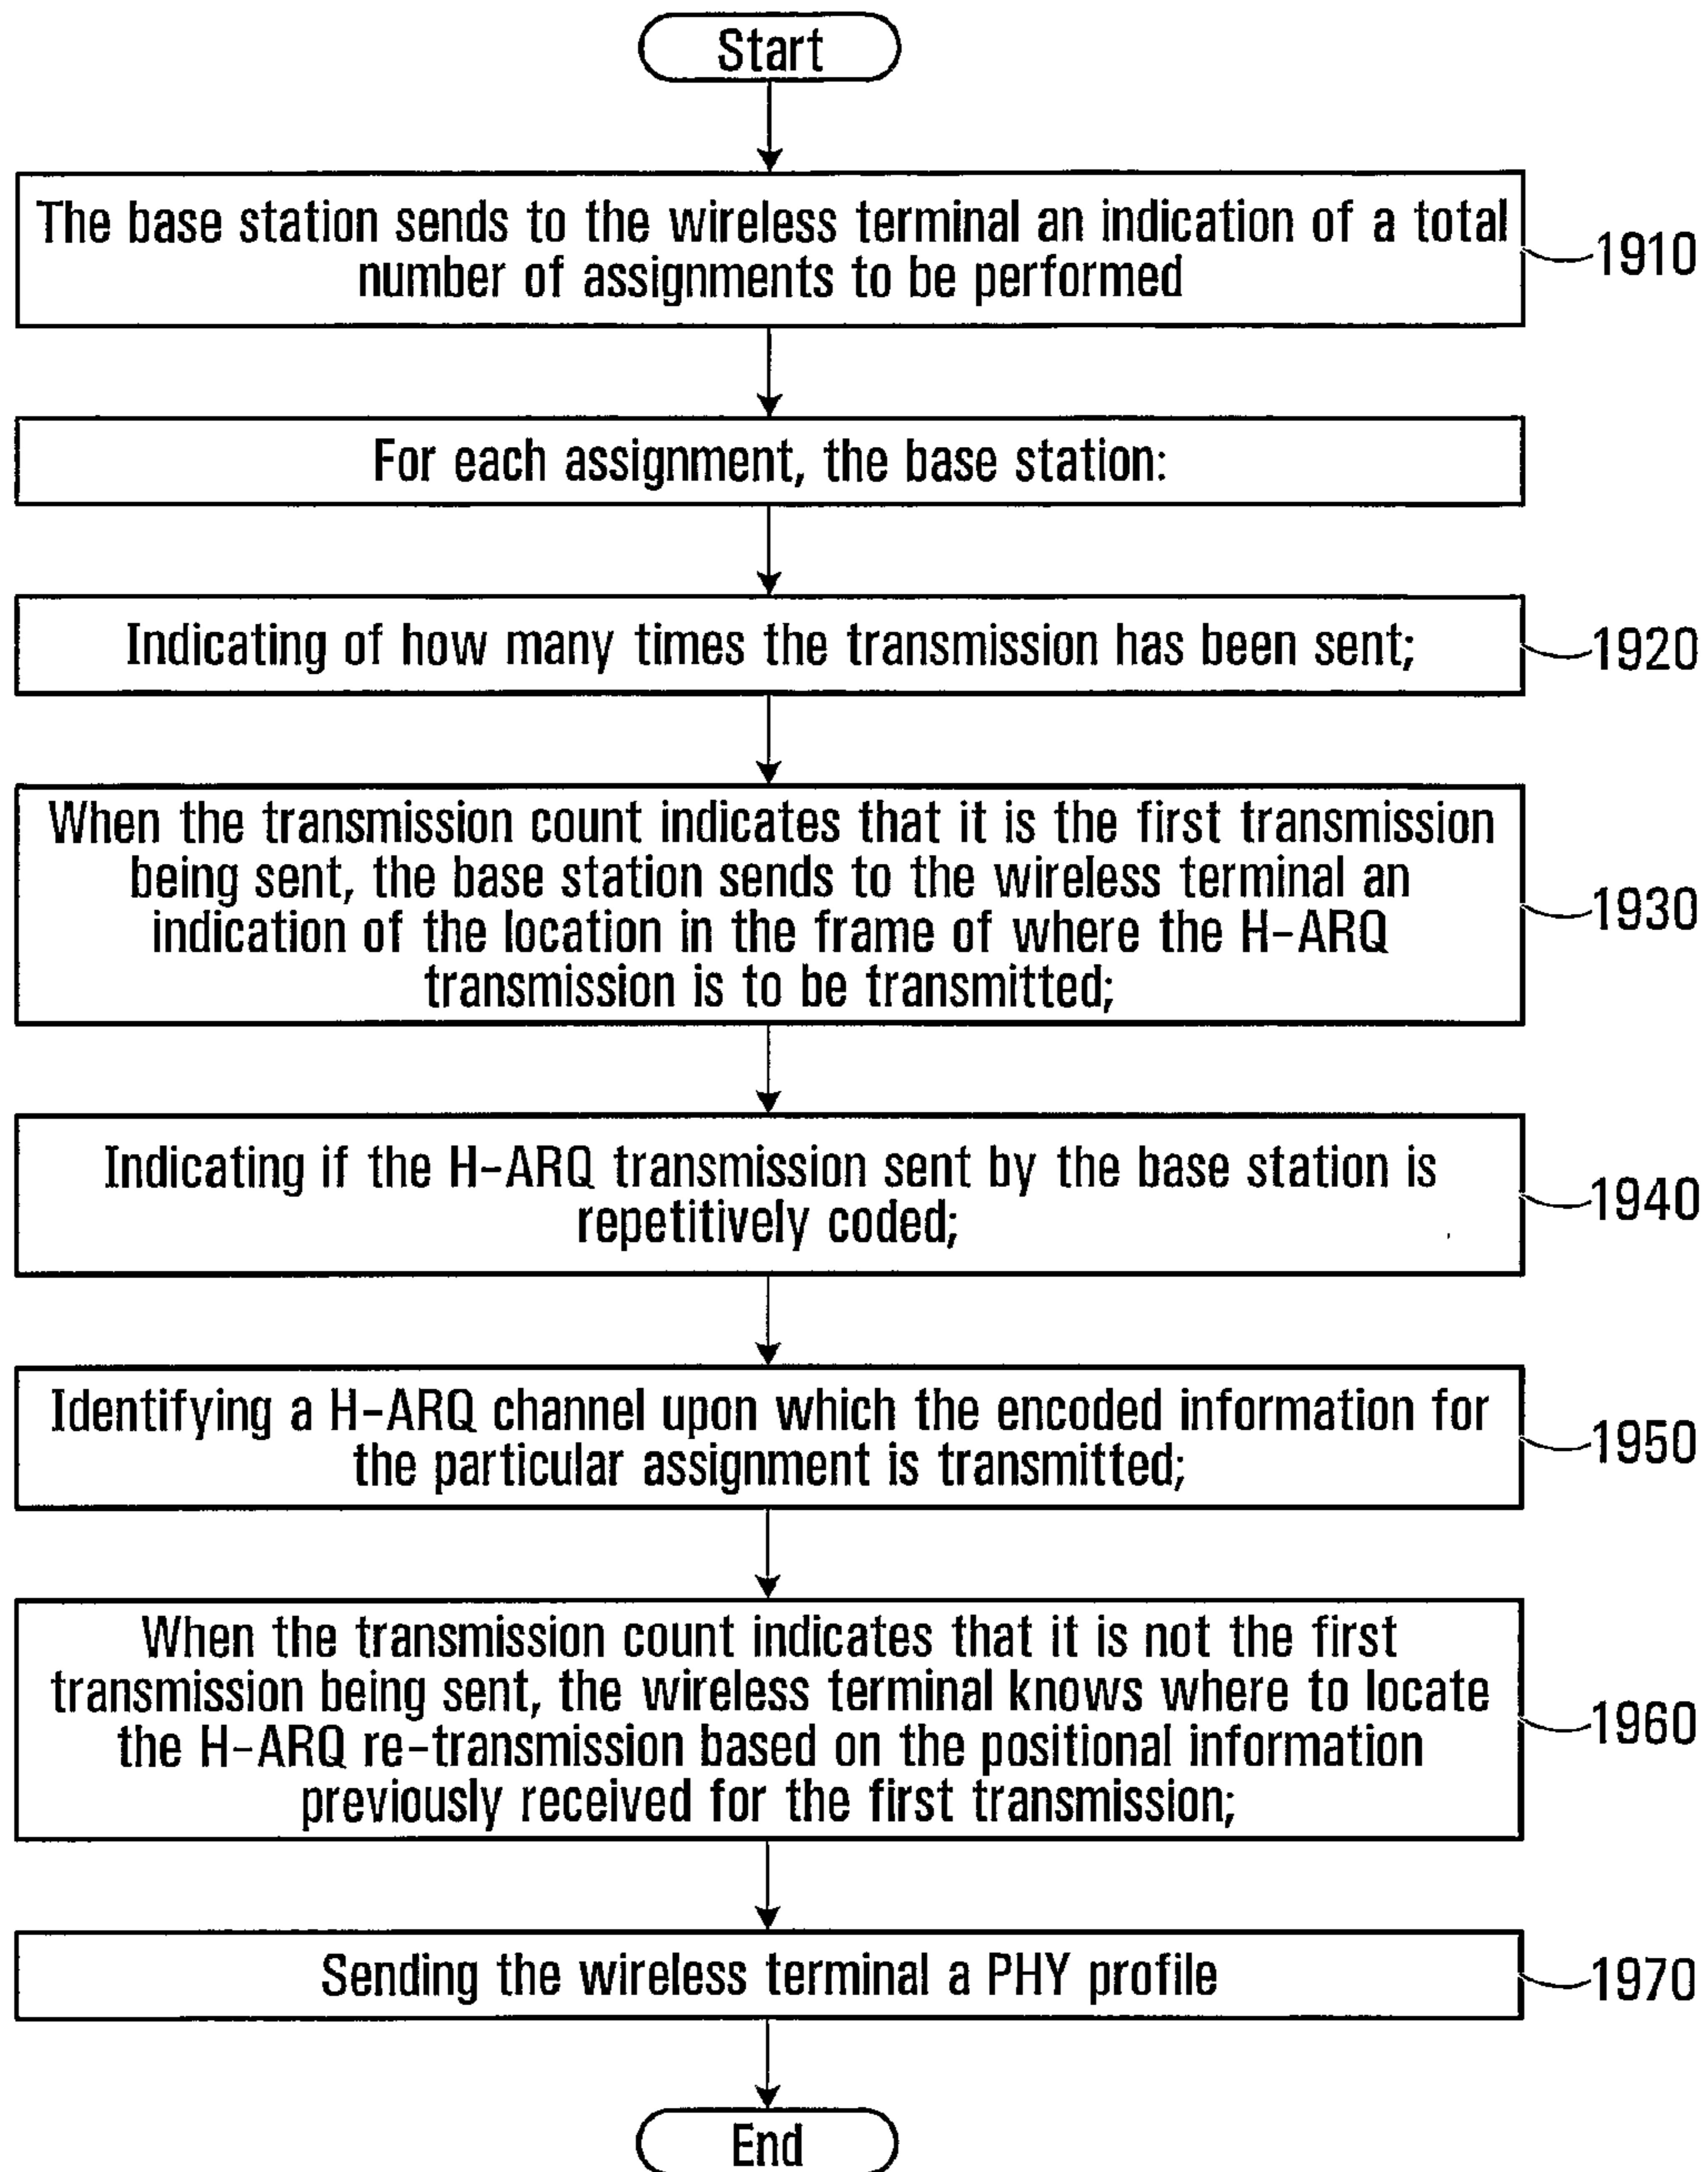 Start
The base station sends to the wireless terminal an indication of a total
number of assignments to be performed
1910
For each assignment, the base station:
Indicating of how many times the transmission has been sent;
1920
When the transmission count indicates that it is the first transmission
being sent, the base station sends to the wireless terminal an
indication of the location in the frame of where the H-ARQ
transmission is to be transmitted;
1930
Indicating if the H-ARQ transmission sent by the base station is
repetitively coded;
1940
Identifying a H-ARQ channel upon which the encoded information for
the particular assignment is transmitted;
1950
When the transmission count indicates that it is not the first
transmission being sent, the wireless terminal knows where to locate
the H-ARQ re-transmission based on the positional information
previously received for the first transmission;
1960
Sending the wireless terminal a PHY profile
1970
End